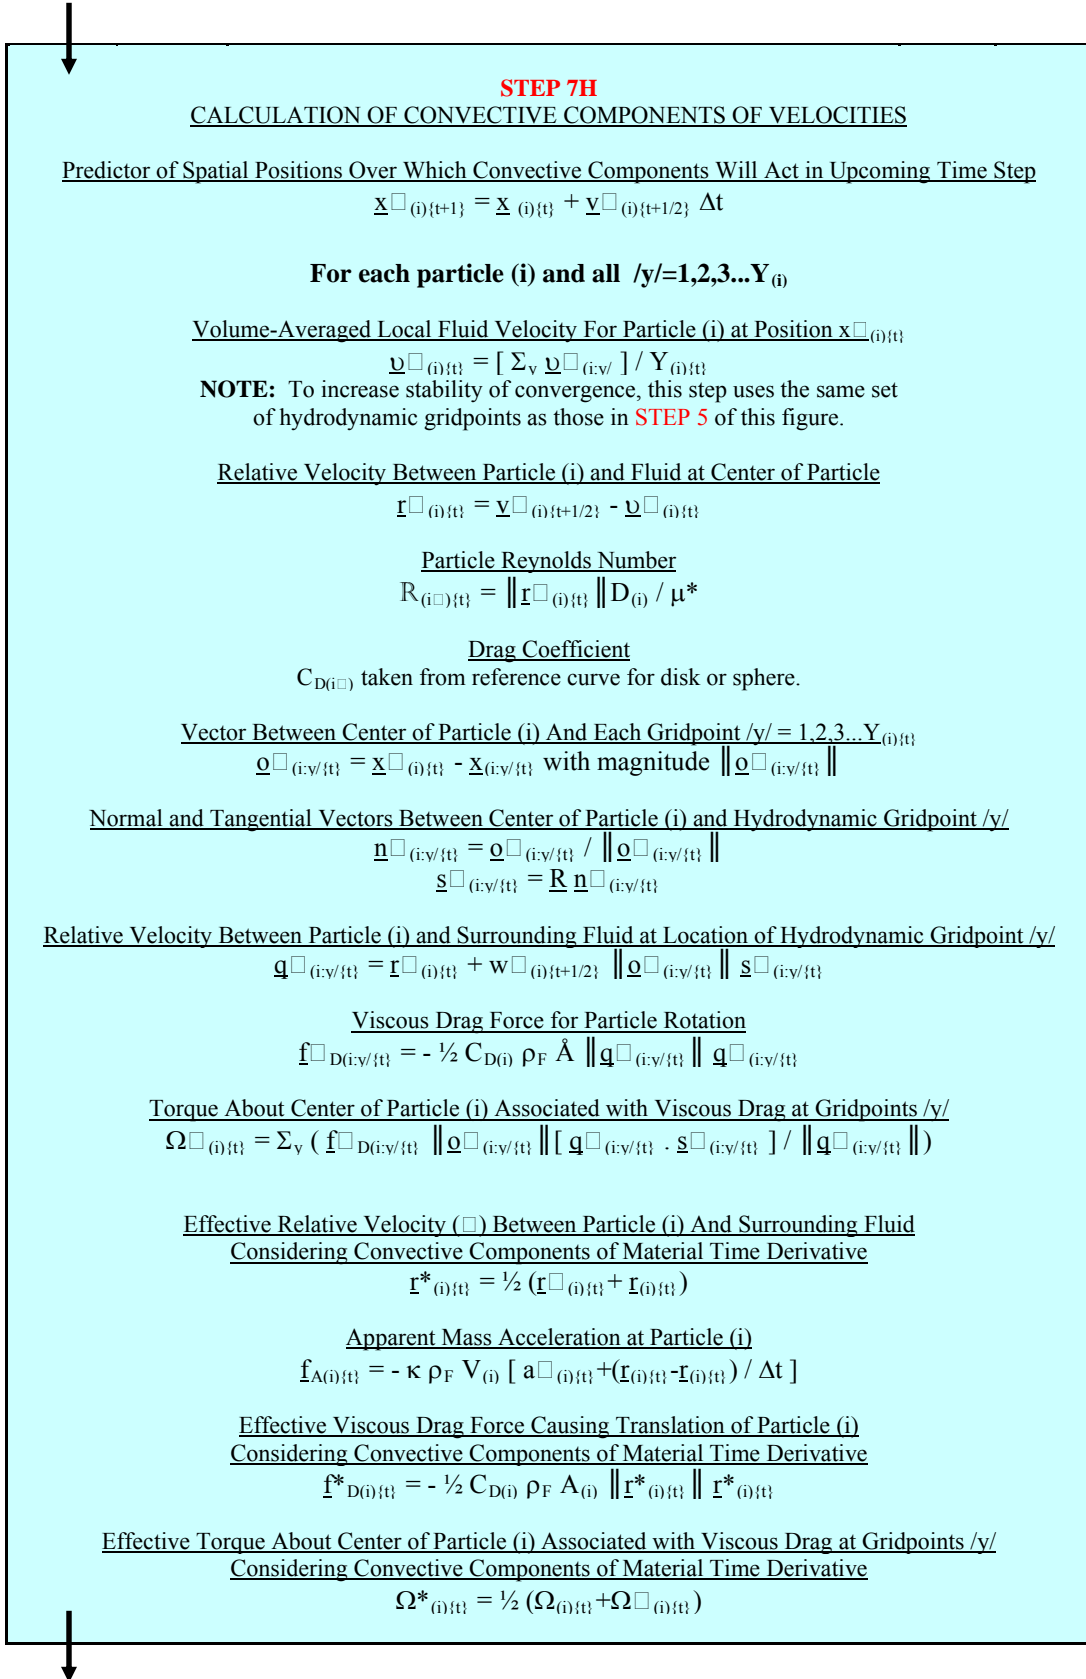 STEP 7H
CALCULATION OF CONVECTIVE COMPONENTS OF VELOCITIES
Predictor of Spatial Positions Over Which Convective Components Will Act in Upcoming Time Step
x□(i){t+1} = x (i){t} + v□(i){t+1/2} Δt
For each particle (i) and all /y/=1,2,3...Y(i)
Volume-Averaged Local Fluid Velocity For Particle (i) at Position x□(i){t}
υ□(i){t} = [ Σy υ□(i:y/ ] / Y(i){t}
NOTE: To increase stability of convergence, this step uses the same set
of hydrodynamic gridpoints as those in STEP 5 of this figure.
Relative Velocity Between Particle (i) and Fluid at Center of Particle
r□(i){t} = v□(i){t+1/2} - υ□(i){t}
Particle Reynolds Number
R(i□){t} = ‖r□(i){t}‖D(i) / μ*
Drag Coefficient
CD(i□) taken from reference curve for disk or sphere.
Vector Between Center of Particle (i) And Each Gridpoint /y/ = 1,2,3...Y(i){t}
o□(i:y/{t} = x□(i){t} - x(i:y/{t} with magnitude ‖o□(i:y/{t}‖
Normal and Tangential Vectors Between Center of Particle (i) and Hydrodynamic Gridpoint /y/
n□(i:y/{t} = o□(i:y/{t} / ‖o□(i:y/{t}‖
s□(i:y/{t} = R n□(i:y/{t}
Relative Velocity Between Particle (i) and Surrounding Fluid at Location of Hydrodynamic Gridpoint /y/
q□(i:y/{t} = r□(i){t} + w□(i){t+1/2} ‖o□(i:y/{t}‖ s□(i:y/{t}
Viscous Drag Force for Particle Rotation
f□D(i:y/{t} = - ½ CD(i) ρF Å ‖q□(i:y/{t}‖ q□(i:y/{t}
Torque About Center of Particle (i) Associated with Viscous Drag at Gridpoints /y/
Ω□(i){t} = Σy ( f□D(i:y/{t} ‖o□(i:y/{t}‖[ q□(i:y/{t} . s□(i:y/{t} ] / ‖q□(i:y/{t}‖)
Effective Relative Velocity (□) Between Particle (i) And Surrounding Fluid
Considering Convective Components of Material Time Derivative
r*(i){t} = ½ (r□(i){t}+ r(i){t})
Apparent Mass Acceleration at Particle (i)
fA(i){t} = - κ ρF V(i) [ a□(i){t}+(r(i){t}-r(i){t}) / Δt ]
Effective Viscous Drag Force Causing Translation of Particle (i)
Considering Convective Components of Material Time Derivative
f*D(i){t} = - ½ CD(i) ρF A(i) ‖r*(i){t}‖ r*(i){t}
Effective Torque About Center of Particle (i) Associated with Viscous Drag at Gridpoints /y/
Considering Convective Components of Material Time Derivative
Ω*(i){t} = ½ (Ω(i){t}+Ω□(i){t})